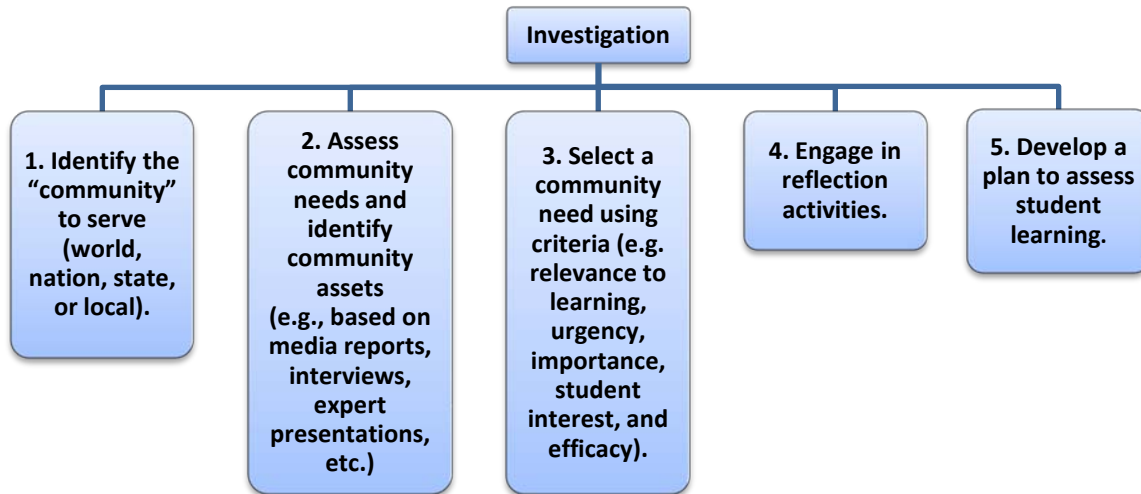 Investigation
1. Identify the
“community”
to serve
(world,
nation, state,
or local).
2. Assess
community
needs and
identify
community
assets
(e.g., based on
media reports,
interviews,
expert
presentations,
etc.)
3. Select a
community
need using
criteria (e.g.
relevance to
learning,
urgency,
importance,
student
interest, and
efficacy).
4. Engage in
reflection
activities.
5. Develop a
plan to assess
student
learning.